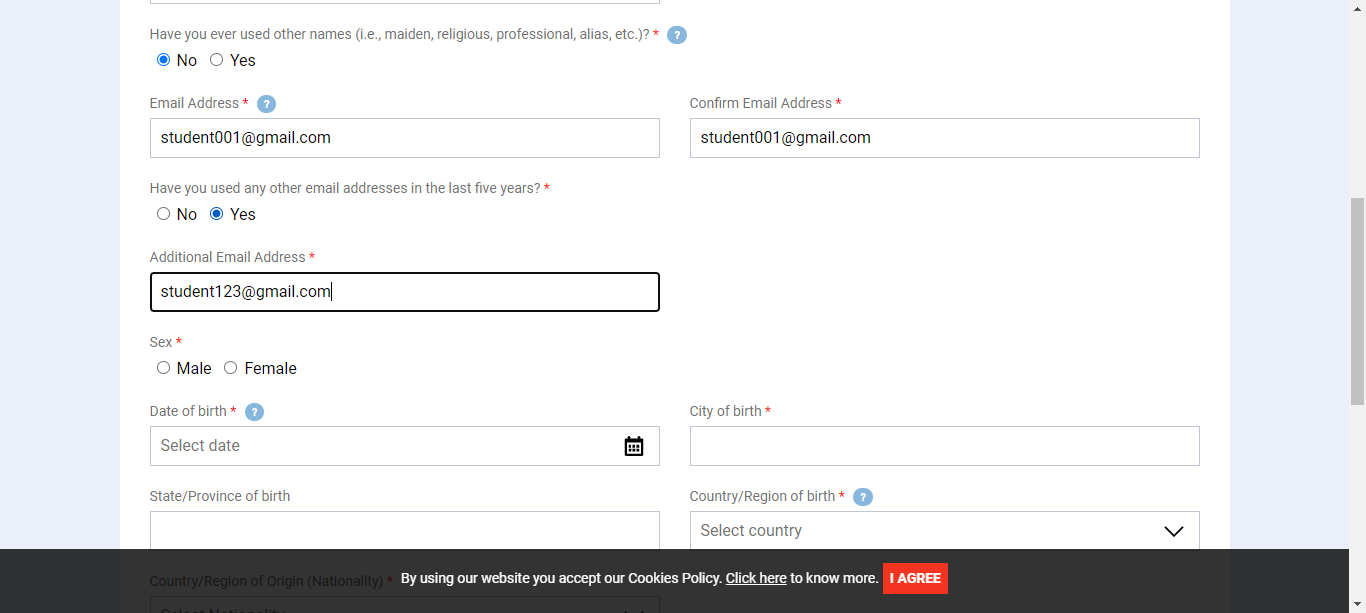 Have you ever used other names (i.e., maiden, religious, professional, alias, etc.)? * ?
No Yes
Email Address * ? Confirm Email Address *
student001@gmail.com student001@gmail.com
Have you used any other email addresses in the last five years? *
No Yes
Additional Email Address *
student123@gmail.com
Sex *
Male Female
Date of birth * ? City of birth *
Select date
State/Province of birth Country/Region of birth * ?
Select country
Country/Region of Origin (Nationality) *
By using our website you accept our Cookies Policy. Click here to know more. I AGREE
Select Nationality